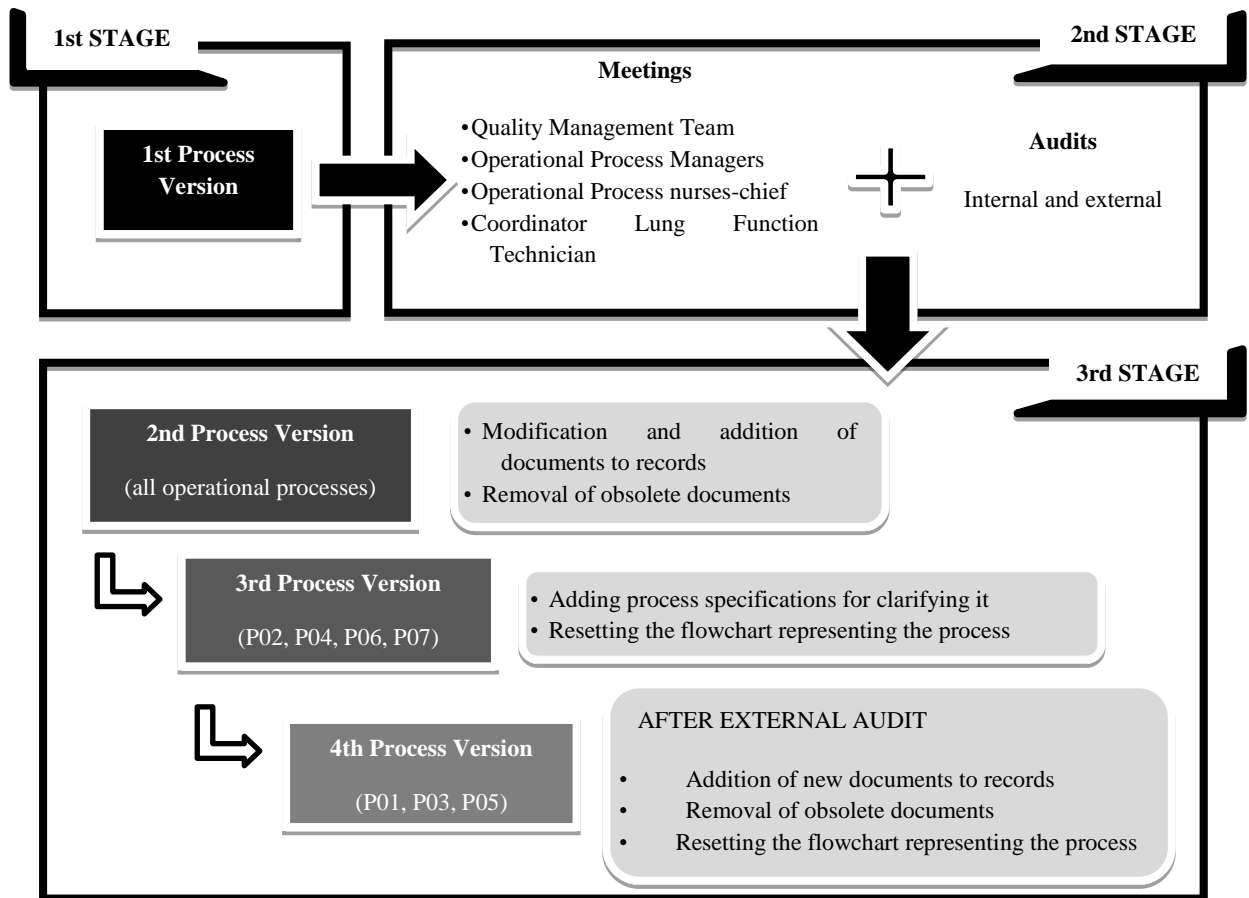 1st STAGE
1st Process
Version
2nd STAGE
Meetings
•Quality Management Team
•Operational Process Managers
•Operational Process nurses-chief
•Coordinator Lung Function
Technician
Audits
Internal and external
3rd STAGE
2nd Process Version
(all operational processes)
• Modification and addition of
documents to records
• Removal of obsolete documents
3rd Process Version
(P02, P04, P06, P07)
• Adding process specifications for clarifying it
• Resetting the flowchart representing the process
4th Process Version
(P01, P03, P05)
AFTER EXTERNAL AUDIT
• Addition of new documents to records
• Removal of obsolete documents
• Resetting the flowchart representing the process